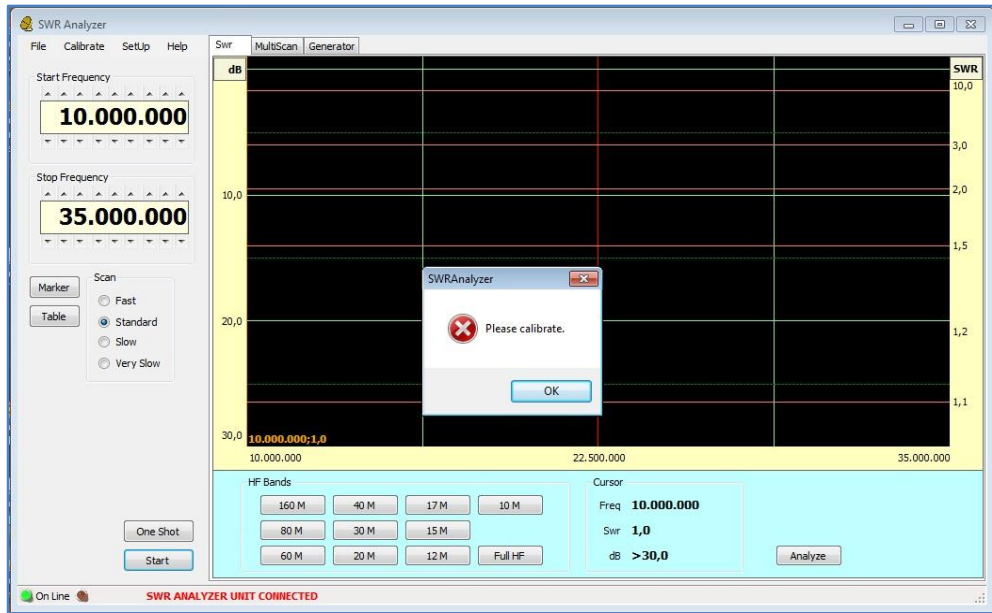 SWR Analyzer
File Calibrate SetUp Help
Swr MultiScan Generator
Start Frequency
10.000.000
Stop Frequency
35.000.000
Marker
Table
Scan
Fast
Standard
Slow
Very Slow
One Shot
Start
dB
10,0
20,0
30,0
SWR
10,0
3,0
2,0
1,5
1,2
1,1
SWRAnalyzer
Please calibrate.
OK
10.000.000;1,0
10.000.000 22.500.000 35.000.000
HF Bands
160 M 40 M 17 M 10 M
80 M 30 M 15 M
60 M 20 M 12 M Full HF
Cursor
Freq 10.000.000
Swr 1,0
dB >30,0
Analyze
On Line SWR ANALYZER UNIT CONNECTED